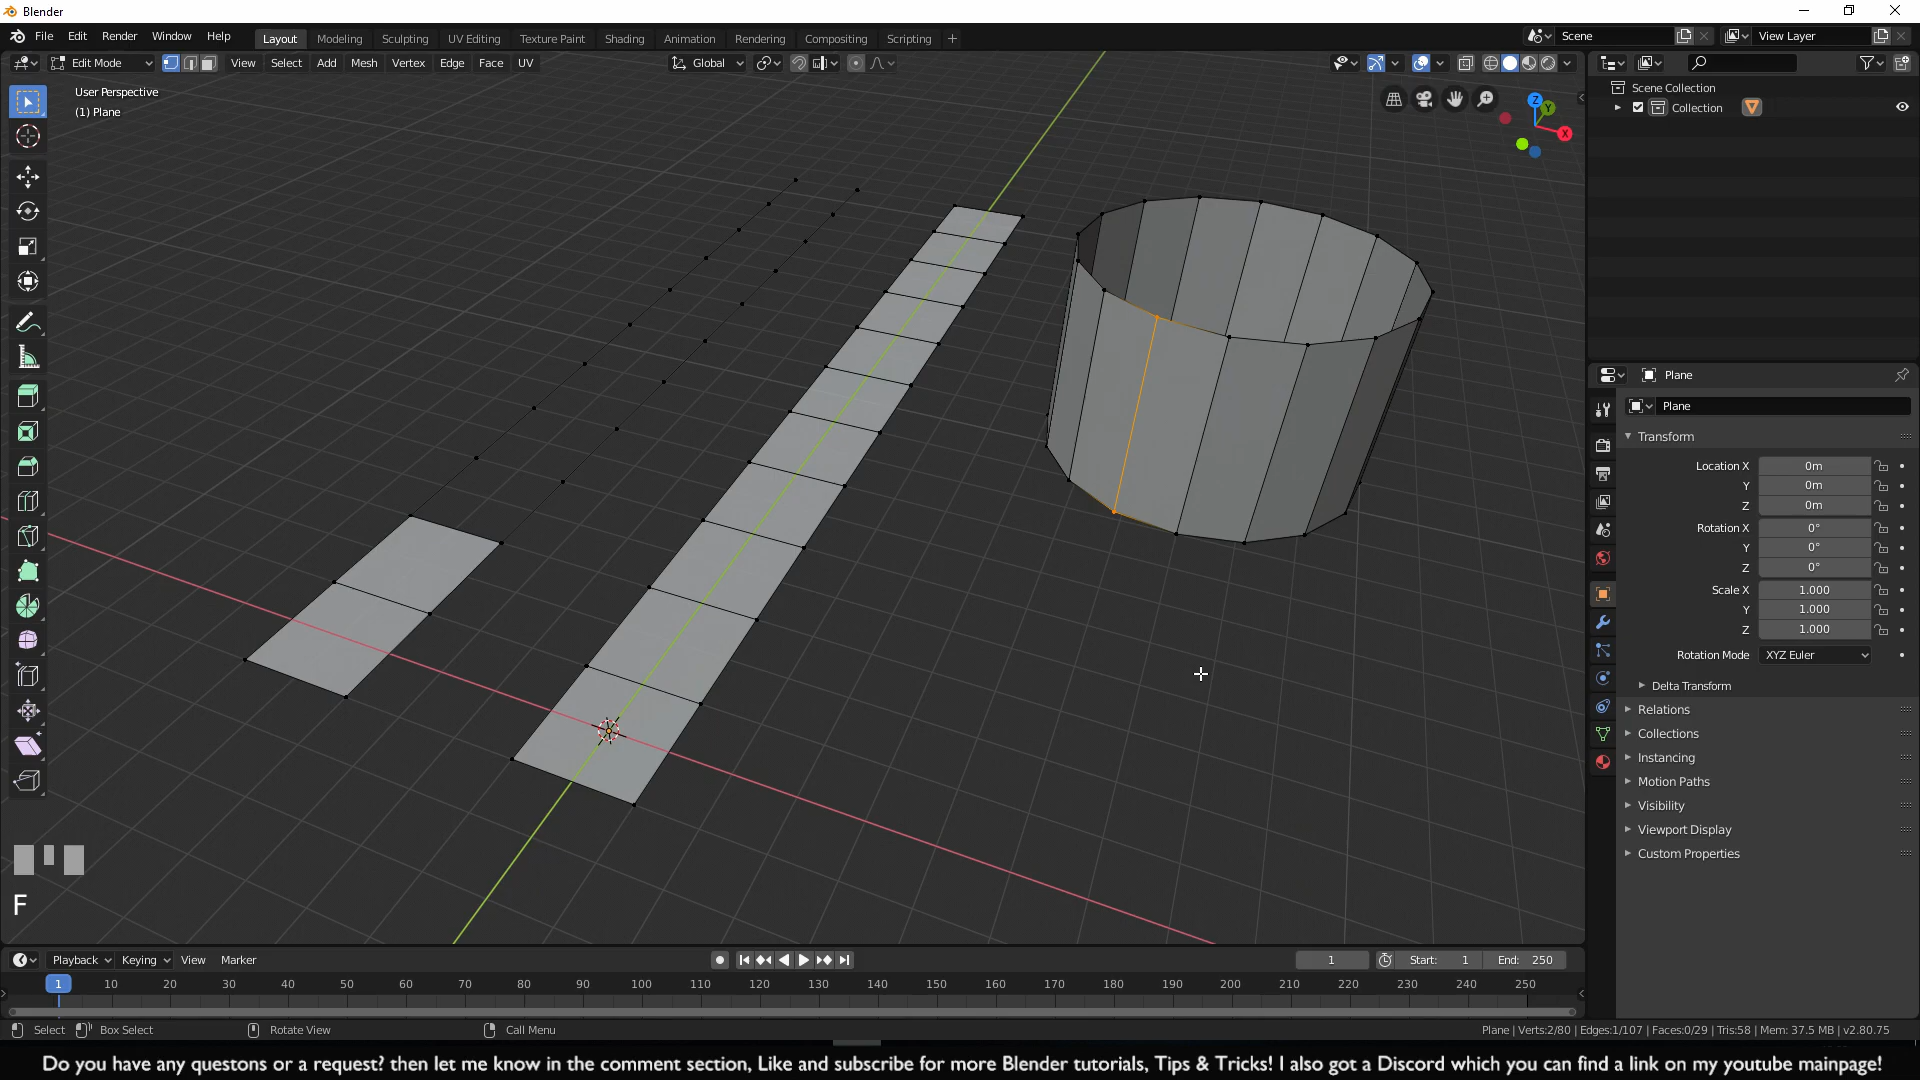 Blender
File Edit Render Window Help
Layout Modeling Sculpting UV Editing Texture Paint Shading Animation Rendering Compositing Scripting +
Scene
View Layer
Edit Mode
View Select Add Mesh Vertex Edge Face UV
Global
User Perspective
(1) Plane
Z
Y
X
Scene Collection
Collection
Plane
Plane
Transform
Location X 0m
Y 0m
Z 0m
Rotation X 0°
Y 0°
Z 0°
Scale X 1.000
Y 1.000
Z 1.000
Rotation Mode XYZ Euler
Delta Transform
Relations
Collections
Instancing
Motion Paths
Visibility
Viewport Display
Custom Properties
F
Playback Keying View Marker
1 Start: 1 End: 250
1 10 20 30 40 50 60 70 80 90 100 110 120 130 140 150 160 170 180 190 200 210 220 230 240 250
Select Box Select Rotate View Call Menu
Plane | Verts:2/80 | Edges:1/107 | Faces:0/29 | Tris:58 | Mem: 37.5 MB | v2.80.75
Do you have any questons or a request? then let me know in the comment section, Like and subscribe for more Blender tutorials, Tips & Tricks! I also got a Discord which you can find a link on my youtube mainpage!